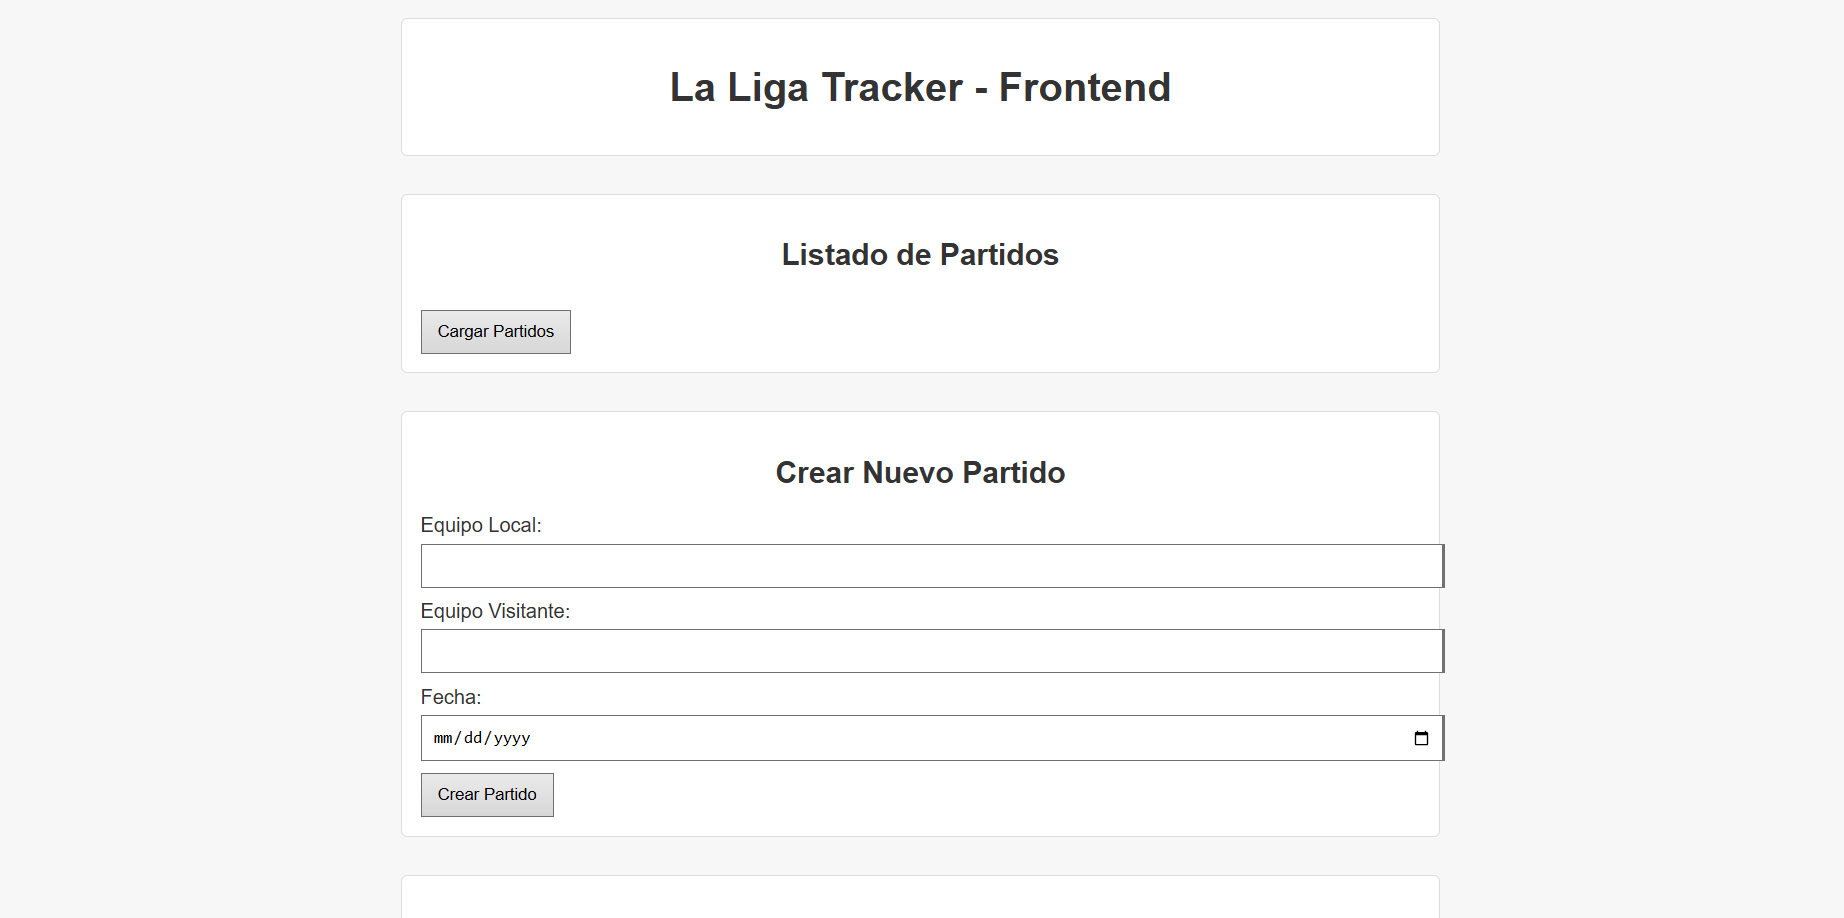 La Liga Tracker - Frontend
Listado de Partidos
Cargar Partidos
Crear Nuevo Partido
Equipo Local:
Equipo Visitante:
Fecha:
mm/dd/yyyy
Crear Partido